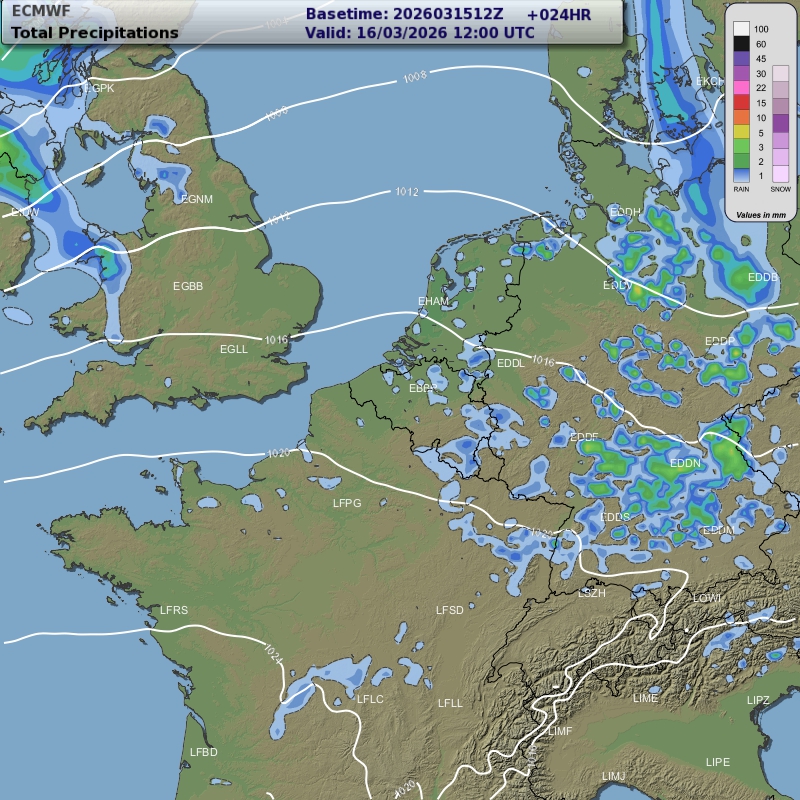 ECMWF
Total Precipitations
Basetime: 2026031512Z +024HR
Valid: 16/03/2026 12:00 UTC
1004
EGPK
1008
1008
EKCH
100
60
45
30
22
15
10
5
3
2
1
RAIN SNOW
Values in mm
EGNM
1012
1012
EIDW
EDDH
EGBB
EDDB
EDDV
EHAM
1016
1016
EGLL
EDDL
EDDP
EBBR
1020
EDDF
EDDN
LFPG
EDDS
EDDM
1020
LSZH
LOWI
LFRS
LFSD
1024
LFLC
LFLL
LIME
LIPZ
LIMF
LFBD
LIPE
LIMJ
1020